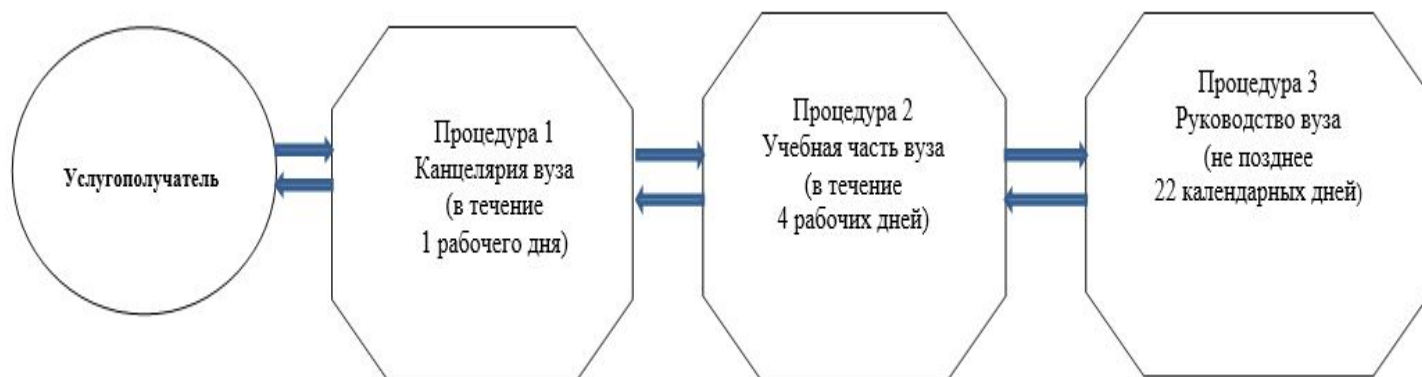 Услугополучатель
Процедура 1
Канцелярия вуза
(в течение
1 рабочего дня)
Процедура 2
Учебная часть вуза
(в течение
4 рабочих дней)
Процедура 3
Руководство вуза
(не позднее
22 календарных дней)